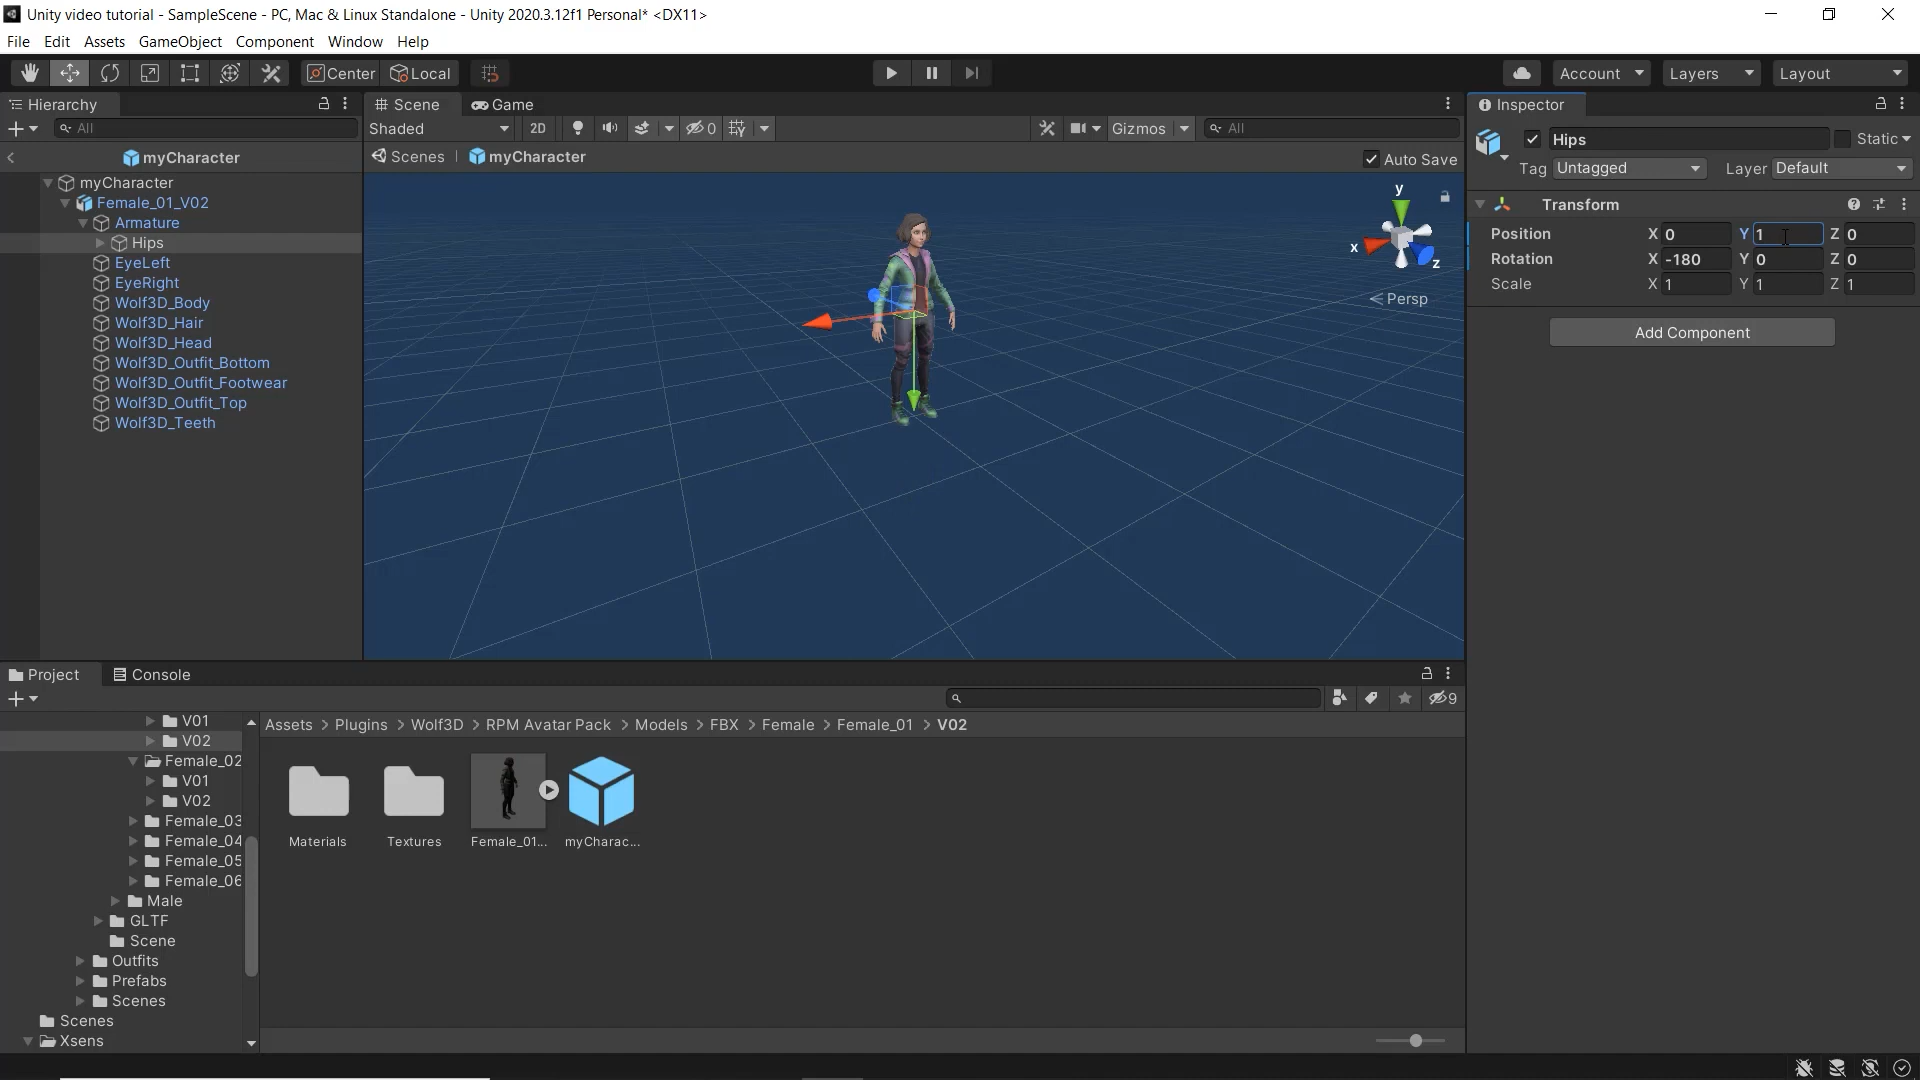 Unity video tutorial - SampleScene - PC, Mac & Linux Standalone - Unity 2020.3.12f1 Personal* <DX11>
File Edit Assets GameObject Component Window Help
Center Local Account Layers Layout
Hierarchy
All
myCharacter
myCharacter
Female_01_V02
Armature
Hips
EyeLeft
EyeRight
Wolf3D_Body
Wolf3D_Hair
Wolf3D_Head
Wolf3D_Outfit_Bottom
Wolf3D_Outfit_Footwear
Wolf3D_Outfit_Top
Wolf3D_Teeth
Scene Game
Shaded 2D 0 Gizmos All
Scenes | myCharacter Auto Save
y
x
z
< Persp
Inspector
Hips Static
Tag Untagged Layer Default
Transform
Position X 0 Y 1 Z 0
Rotation X -180 Y 0 Z 0
Scale X 1 Y 1 Z 1
Add Component
Project Console
9
V01
V02
Female_02
V01
V02
Female_03
Female_04
Female_05
Female_06
Male
GLTF
Scene
Outfits
Prefabs
Scenes
Scenes
Xsens
Assets > Plugins > Wolf3D > RPM Avatar Pack > Models > FBX > Female > Female_01 > V02
Materials Textures Female_01... myCharac...